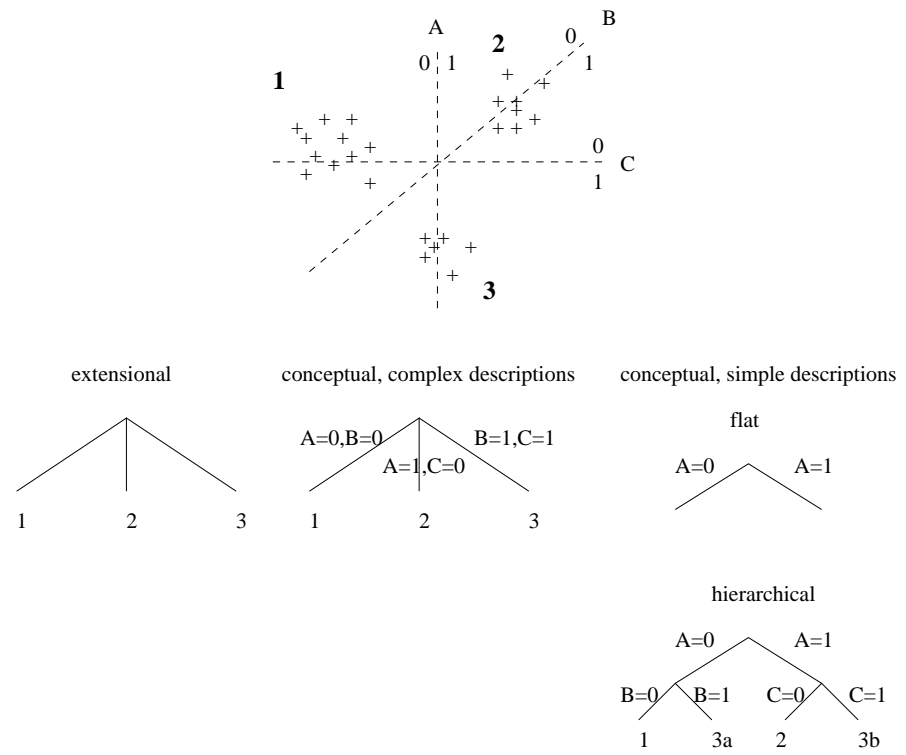 A
B
2
0
0 1
1
1
0
C
1
3
extensional
conceptual, complex descriptions
conceptual, simple descriptions
flat
A=0,B=0
B=1,C=1
A=1,C=0
A=0
A=1
1
2
3
1
2
3
hierarchical
A=0
A=1
B=0
B=1
C=0
C=1
1
3a
2
3b